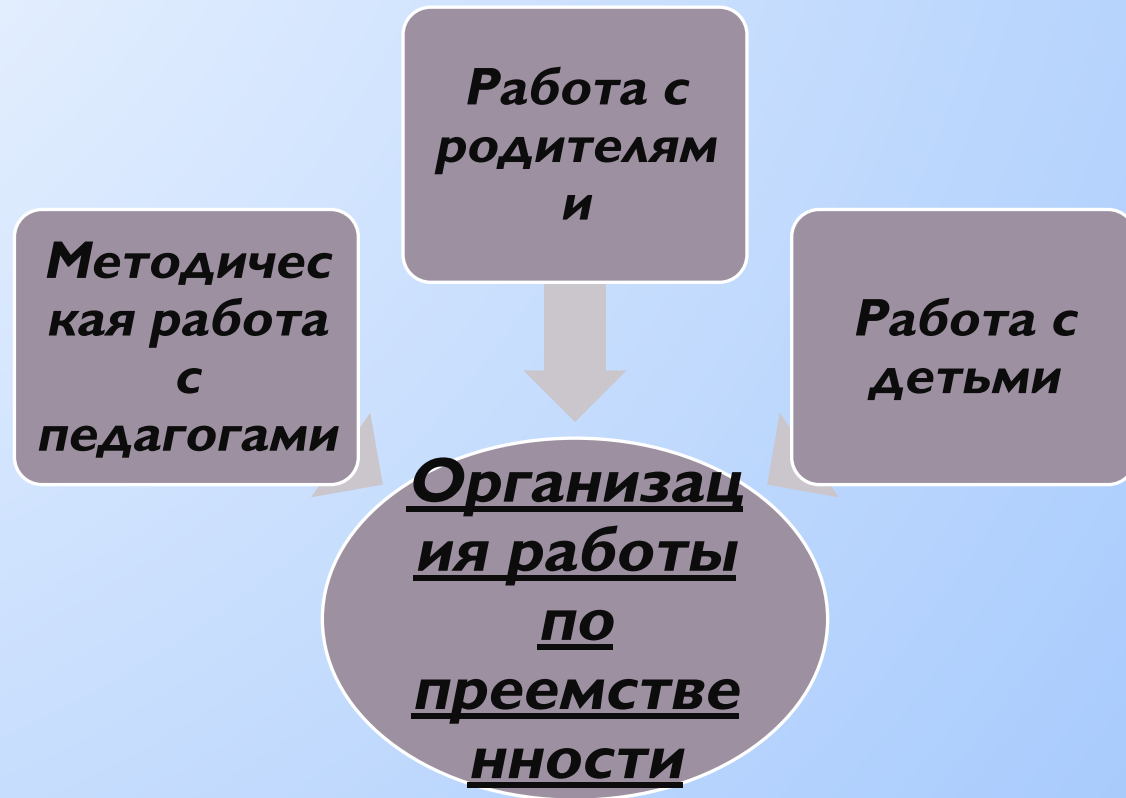 Работа с
родителям
и
Методичес
кая работа
с
педагогами
Работа с
детьми
Организац
ия работы
по
преемстве
нности